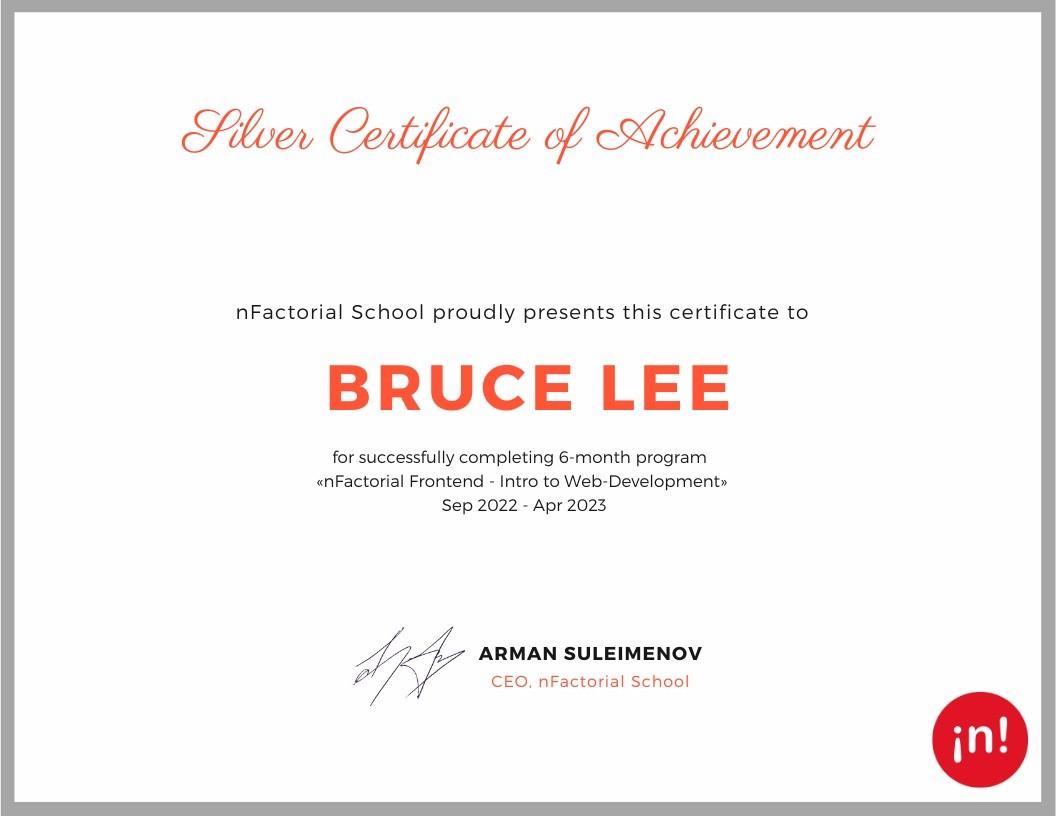 Silver Certificate of Achievement
nFactorial School proudly presents this certificate to
BRUCE LEE
for successfully completing 6-month program
«nFactorial Frontend - Intro to Web-Development»
Sep 2022 - Apr 2023
ARMAN SULEIMENOV
CEO, nFactorial School
¡n!